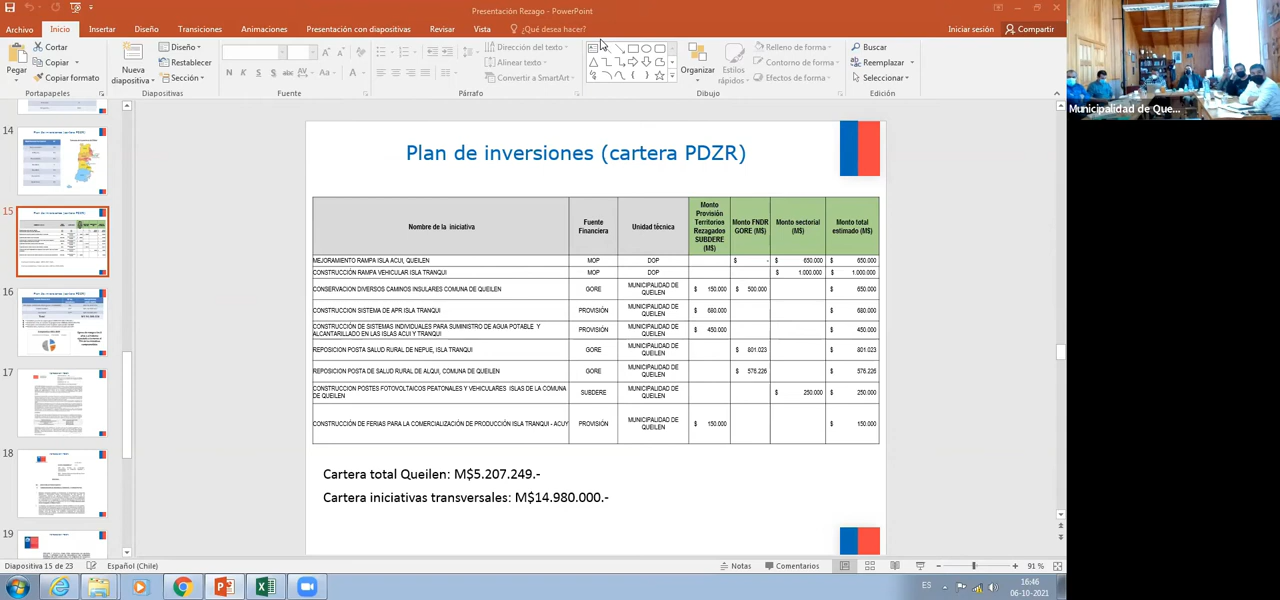 Presentación Rezago - PowerPoint
Archivo Inicio Insertar Diseño Transiciones Animaciones Presentación con diapositivas Revisar Vista ¿Qué desea hacer? Iniciar sesión Compartir
Cortar
Copiar
Copiar formato
Pegar
Portapapeles
Nueva diapositiva
Diseño
Restablecer
Sección
Diapositivas
N K S S abc AV Aa A
Fuente
Dirección del texto
Alinear texto
Convertir a SmartArt
Párrafo
Organizar
Estilos rápidos
Relleno de forma
Contorno de forma
Efectos de forma
Dibujo
Buscar
Reemplazar
Seleccionar
Edición
Municipalidad de Que...
14
15
16
17
18
19
Plan de inversiones (cartera PDZR)
Nombre de la iniciativa
Fuente Financiera
Unidad técnica
Monto Provisión Territorios Rezagados SUBDERE (M$)
Monto FNDR GORE (M$)
Monto sectorial (M$)
Monto total estimado (M$)
MEJORAMIENTO RAMPA ISLA ACUI, QUEILEN MOP DOP $ - $ 650.000 $ 650.000
CONSTRUCCIÓN RAMPA VEHICULAR ISLA TRANQUI MOP DOP $ 1.000.000 $ 1.000.000
CONSERVACION DIVERSOS CAMINOS INSULARES COMUNA DE QUEILEN GORE MUNICIPALIDAD DE QUEILEN $ 150.000 $ 500.000 $ 650.000
CONSTRUCCION SISTEMA DE APR ISLA TRANQUI PROVISIÓN MUNICIPALIDAD DE QUEILEN $ 680.000 $ 680.000
CONSTRUCCIÓN DE SISTEMAS INDIVIDUALES PARA SUMINISTRO DE AGUA POTABLE Y ALCANTARILLADO EN LAS ISLAS ACUI Y TRANQUI PROVISIÓN MUNICIPALIDAD DE QUEILEN $ 450.000 $ 450.000
REPOSICION POSTA SALUD RURAL DE NEPUE, ISLA TRANQUI GORE MUNICIPALIDAD DE QUEILEN $ 801.023 $ 801.023
REPOSICION POSTA DE SALUD RURAL DE ALQUI, COMUNA DE QUEILEN GORE MUNICIPALIDAD DE QUEILEN $ 576.226 $ 576.226
CONSTRUCCION POSTES FOTOVOLTAICOS PEATONALES Y VEHICULARES ISLAS DE LA COMUNA DE QUEILEN SUBDERE MUNICIPALIDAD DE QUEILEN $ 250.000 $ 250.000
CONSTRUCCIÓN DE FERIAS PARA LA COMERCIALIZACIÓN DE PRODUCCIÓN ISLA TRANQUI - ACUY PROVISIÓN MUNICIPALIDAD DE QUEILEN $ 150.000 $ 150.000
Cartera total Queilen: M$5.207.249.-
Cartera iniciativas transversales: M$14.980.000.-
Diapositiva 15 de 23 Español (Chile) Notas Comentarios 91 %
ES 16:46
06-10-2021